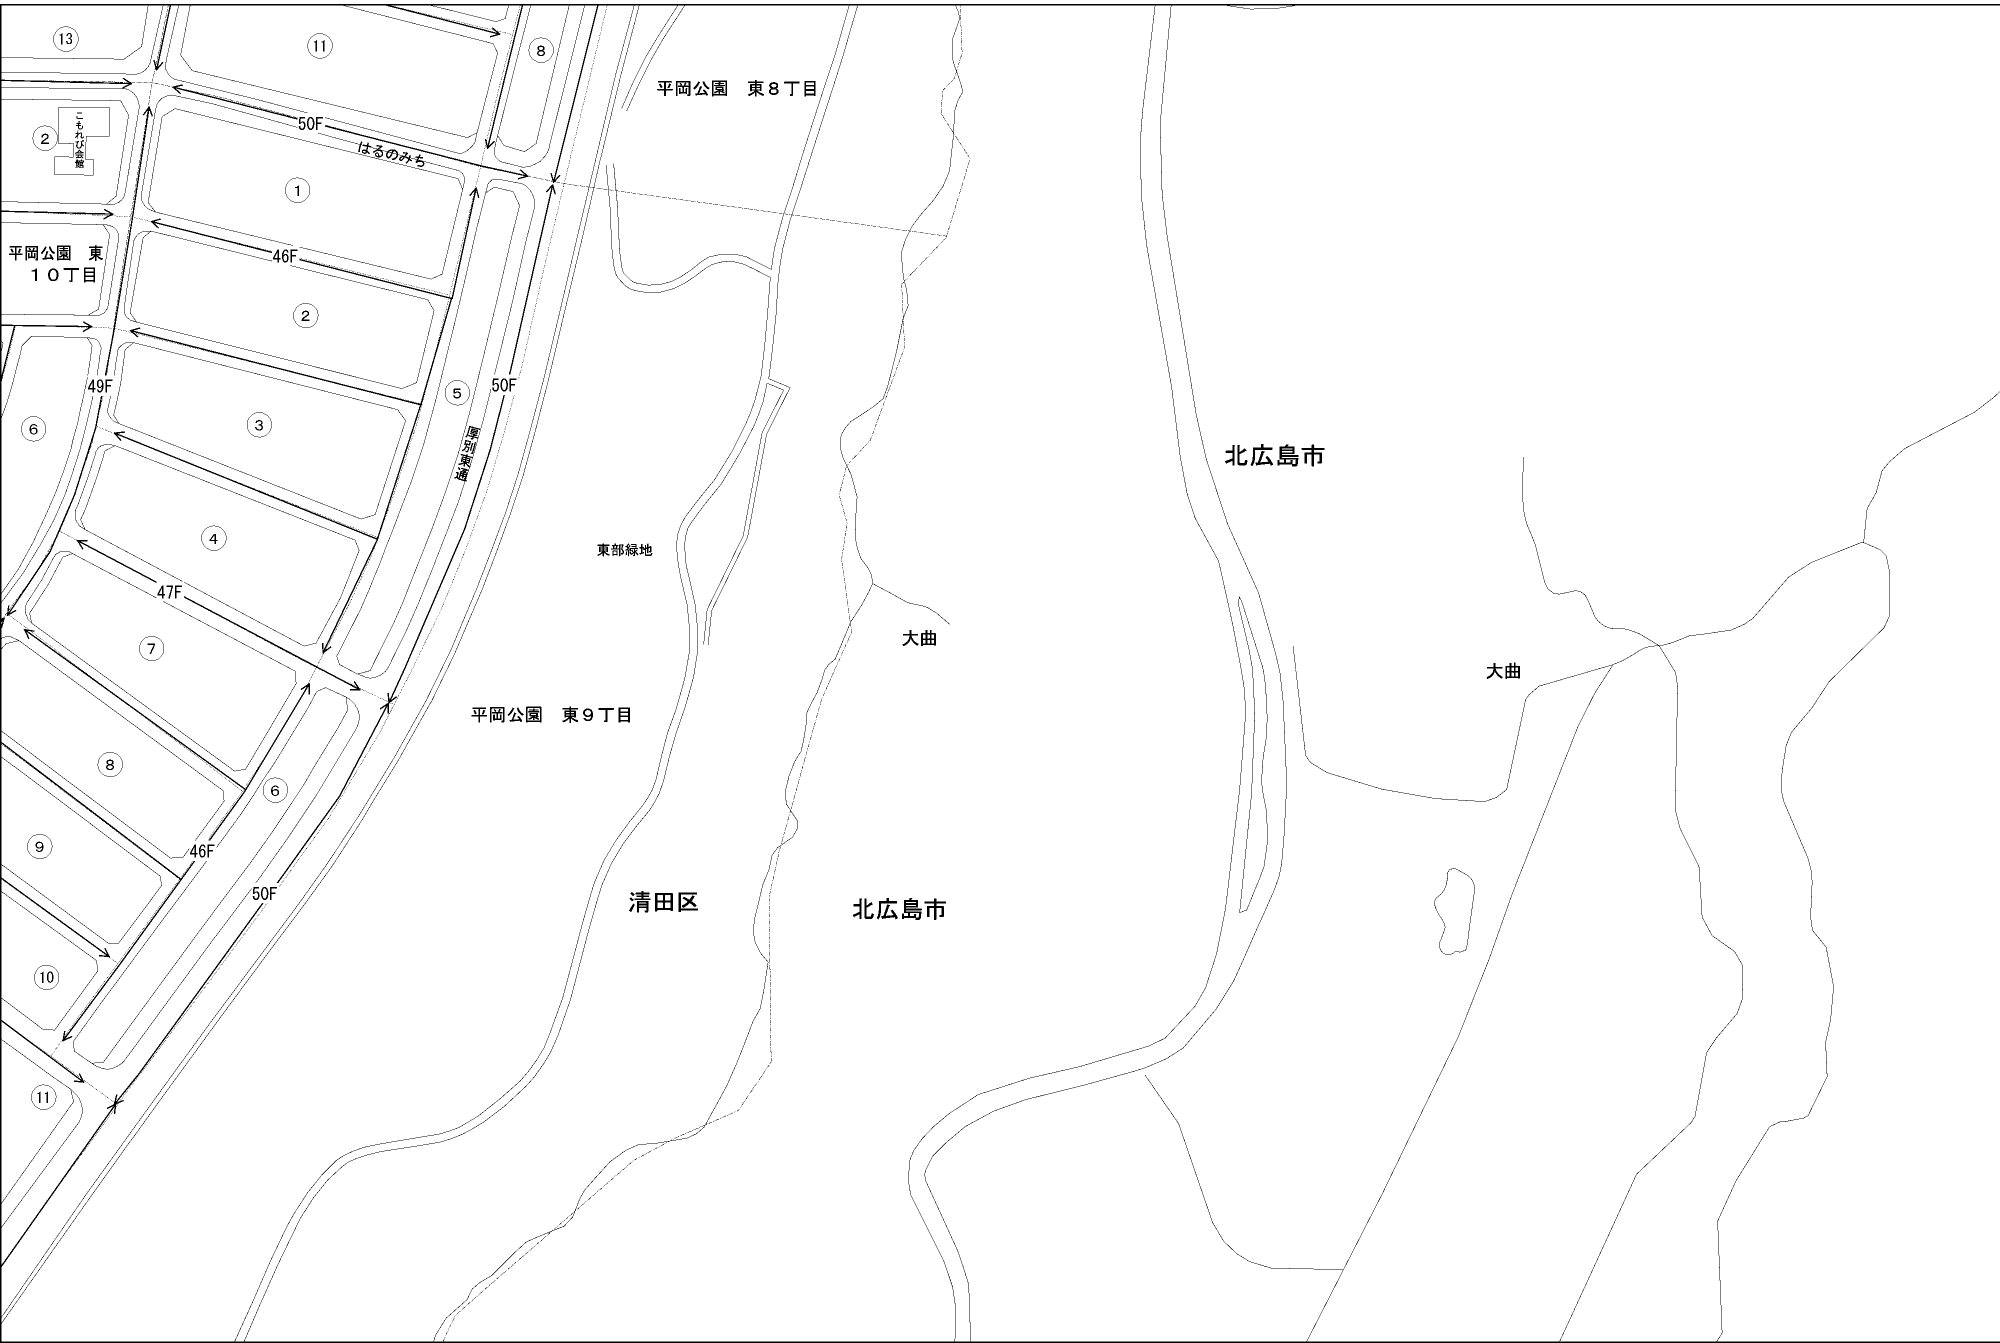 13
11
8
平岡公園　東８丁目
2
こもれび会館
50F
はるのみち
1
46F
平岡公園　東
１０丁目
2
49F
50F
5
3
6
厚別東通
北広島市
4
東部緑地
47F
大曲
7
大曲
平岡公園　東９丁目
8
6
9
46F
50F
清田区
北広島市
10
11